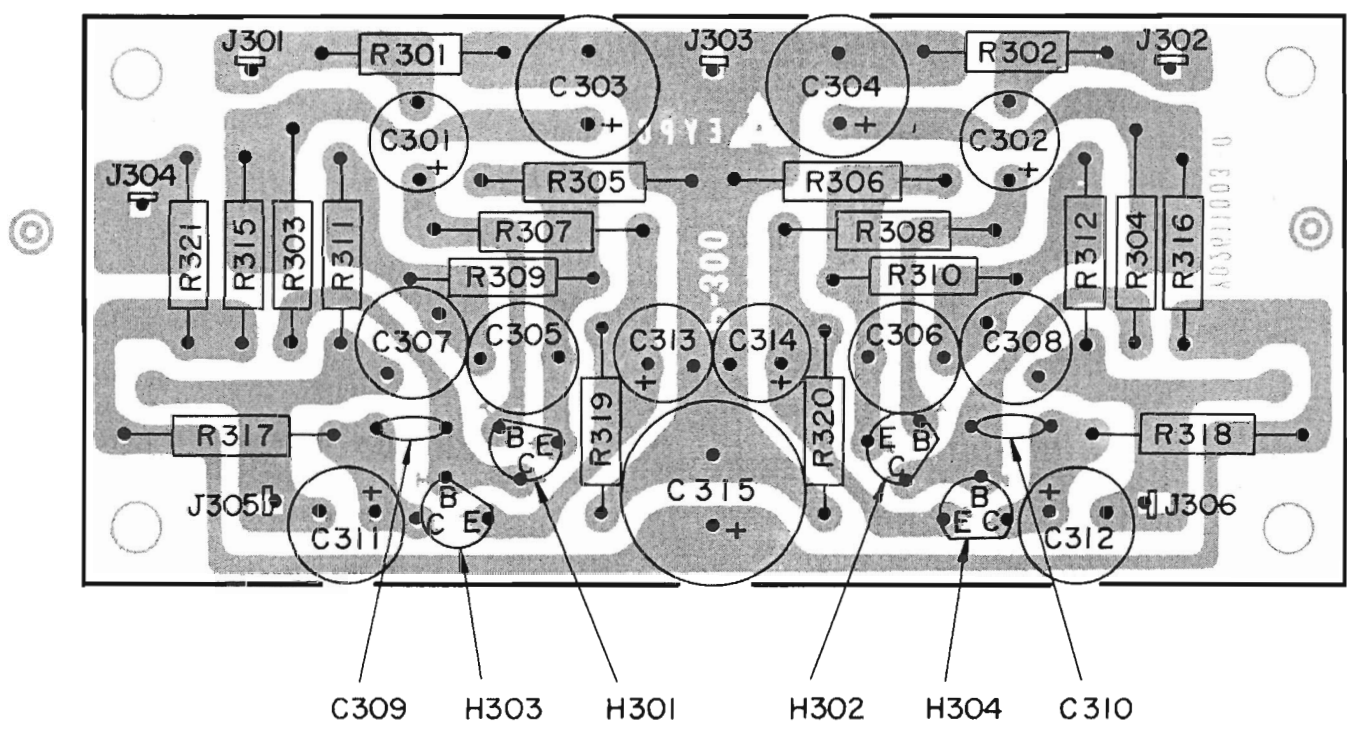 J301 R301 C303 J303 C304 R302 J302
C301 + + C302
J304 + R305 R306 +
R321 R315 R303 R311 R307 R308 R312 R304 R316
R309 -300 R310
C307 C305 C313 C314 C306 C308
+ +
R317 B E C R319 R320 E B C R318
J305 + C311 B C E C315 + B E C + C312 J306
C309 H303 H301 H302 H304 C310